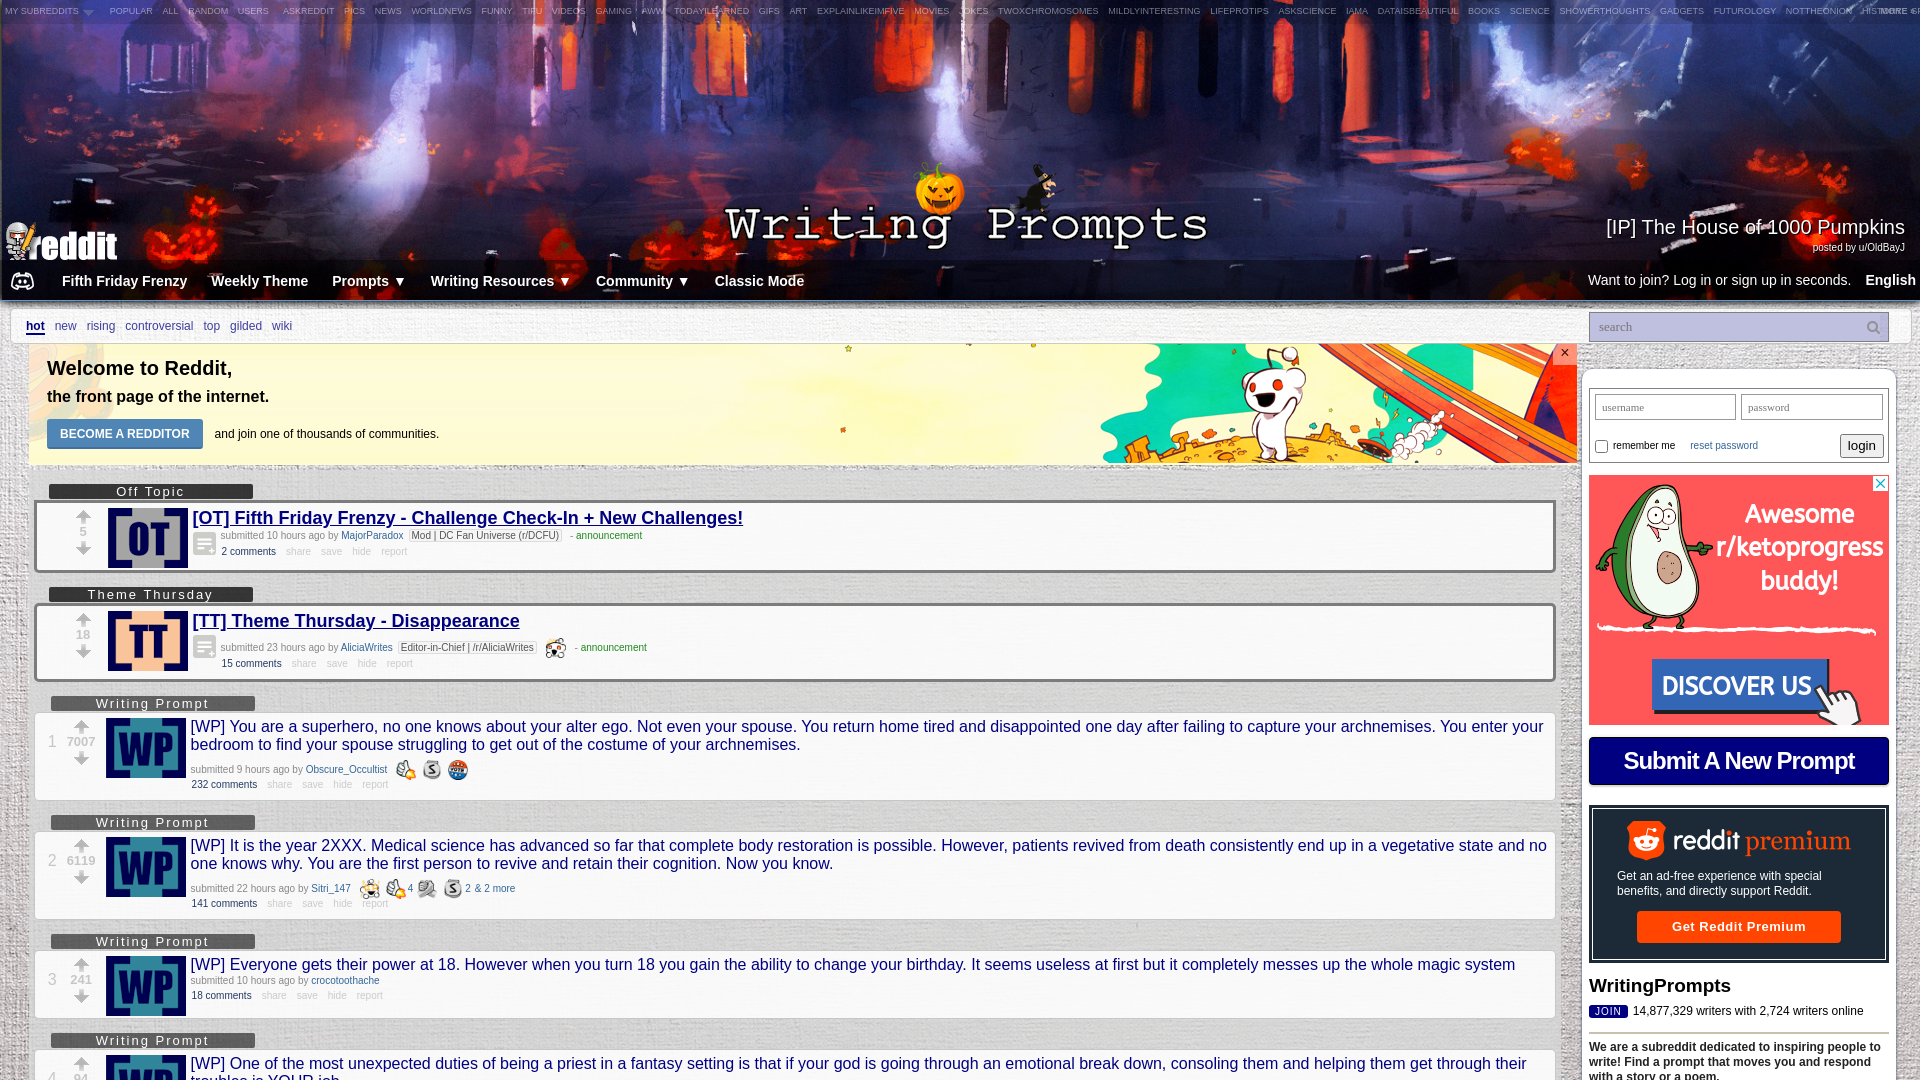 MY SUBREDDITS POPULAR ALL RANDOM USERS ASKREDDIT PICS NEWS WORLDNEWS FUNNY TIFU VIDEOS GAMING AWW TODAYILEARNED GIFS ART EXPLAINLIKEIMFIVE MOVIES JOKES TWOXCHROMOSOMES MILDLYINTERESTING LIFEPROTIPS ASKSCIENCE IAMA DATAISBEAUTIFUL BOOKS SCIENCE SHOWERTHOUGHTS GADGETS FUTUROLOGY NOTTHEONION MORE »
Writing Prompts
reddit
[IP] The House of 1000 Pumpkins
posted by u/OldBayJ
Fifth Friday Frenzy Weekly Theme Prompts ▼ Writing Resources ▼ Community ▼ Classic Mode
Want to join? Log in or sign up in seconds. English
hot new rising controversial top gilded wiki
search
Welcome to Reddit,
the front page of the internet.
BECOME A REDDITOR and join one of thousands of communities.
×
username password
remember me reset password login
Off Topic
5
OT
[OT] Fifth Friday Frenzy - Challenge Check-In + New Challenges!
submitted 10 hours ago by MajorParadox Mod | DC Fan Universe (r/DCFU) - announcement
2 comments share save hide report
Theme Thursday
18
TT
[TT] Theme Thursday - Disappearance
submitted 23 hours ago by AliciaWrites Editor-in-Chief | /r/AliciaWrites - announcement
15 comments share save hide report
Writing Prompt
1
7007
WP
[WP] You are a superhero, no one knows about your alter ego. Not even your spouse. You return home tired and disappointed one day after failing to capture your archnemises. You enter your
bedroom to find your spouse struggling to get out of the costume of your archnemises.
submitted 9 hours ago by Obscure_Occultist
232 comments share save hide report
Writing Prompt
2
6119
WP
[WP] It is the year 2XXX. Medical science has advanced so far that complete body restoration is possible. However, patients revived from death consistently end up in a vegetative state and no
one knows why. You are the first person to revive and retain their cognition. Now you know.
submitted 22 hours ago by Sitri_147 4 2 & 2 more
141 comments share save hide report
Writing Prompt
3
241
WP
[WP] Everyone gets their power at 18. However when you turn 18 you gain the ability to change your birthday. It seems useless at first but it completely messes up the whole magic system
submitted 10 hours ago by crocotoothache
18 comments share save hide report
Writing Prompt
4
94
WP
[WP] One of the most unexpected duties of being a priest in a fantasy setting is that if your god is going through an emotional break down, consoling them and helping them get through their
troubles is YOUR job
Awesome
r/ketoprogress
buddy!
DISCOVER US
Submit A New Prompt
reddit premium
Get an ad-free experience with special
benefits, and directly support Reddit.
Get Reddit Premium
WritingPrompts
JOIN 14,877,329 writers with 2,724 writers online
We are a subreddit dedicated to inspiring people to
write! Find a prompt that moves you and respond
with a story or a poem.